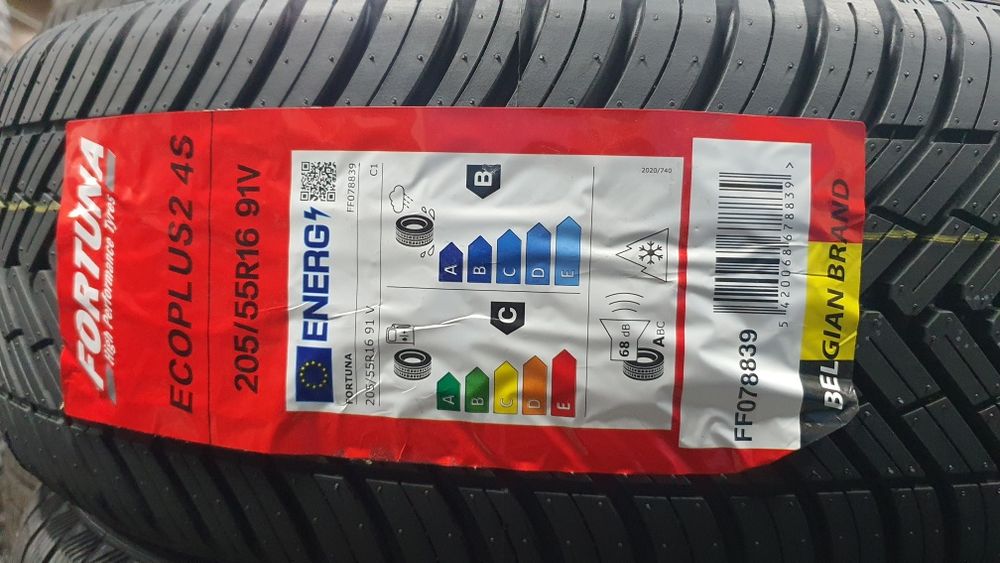 FORTUNA
High Performance Tyres
ECOPLUS2 4S
205/55R16 91V
ENERG
FORTUNA
FF078839
205/55R16 91 V
C1
A
B
C
D
E
C
A
B
C
D
E
B
68 dB
ABC
2020/740
FF078839
5 420068 678839 >
BELGIAN BRAND